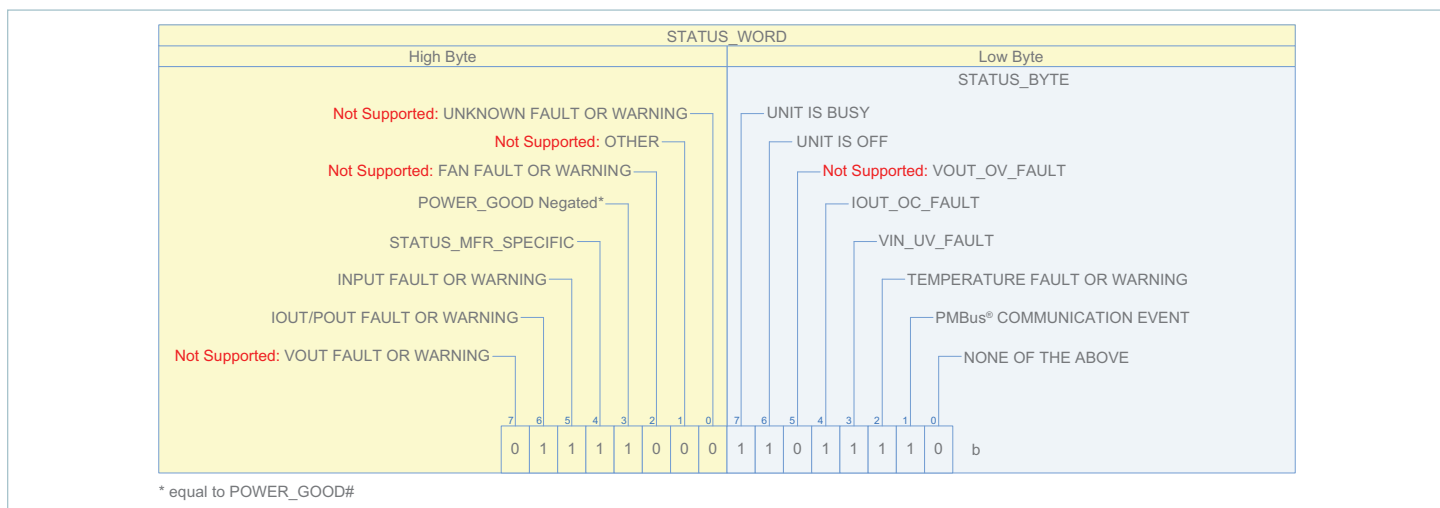 STATUS_WORD
High Byte
Low Byte
STATUS_BYTE
Not Supported: UNKNOWN FAULT OR WARNING
UNIT IS BUSY
Not Supported: OTHER
UNIT IS OFF
Not Supported: FAN FAULT OR WARNING
Not Supported: VOUT_OV_FAULT
POWER_GOOD Negated*
IOUT_OC_FAULT
STATUS_MFR_SPECIFIC
VIN_UV_FAULT
INPUT FAULT OR WARNING
TEMPERATURE FAULT OR WARNING
IOUT/POUT FAULT OR WARNING
PMBus® COMMUNICATION EVENT
Not Supported: VOUT FAULT OR WARNING
NONE OF THE ABOVE
7 6 5 4 3 2 1 0 7 6 5 4 3 2 1 0
0 1 1 1 1 0 0 0 1 1 0 1 1 1 1 0 b
* equal to POWER_GOOD#